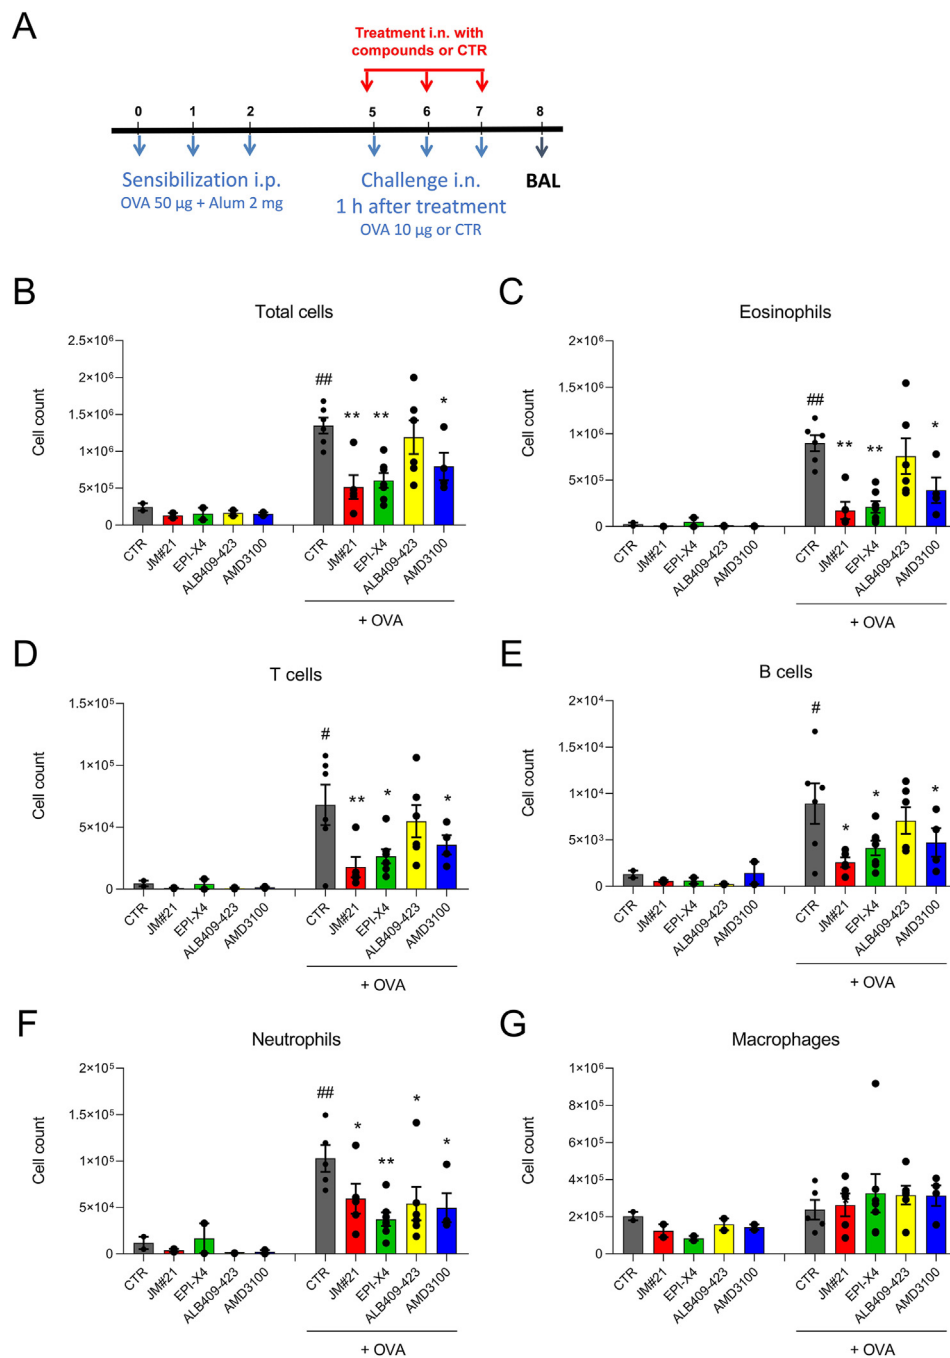 A
Treatment i.n. with
compounds or CTR
0 1 2 5 6 7 8
Sensibilization i.p.
OVA 50 µg + Alum 2 mg
Challenge i.n.
1 h after treatment
OVA 10 µg or CTR
BAL
B
Total cells
Cell count
2.5×10⁶
2×10⁶
1.5×10⁶
1×10⁶
5×10⁵
0
## ** ** *
CTR JM#21 EPI-X4 ALB409-423 AMD3100 CTR JM#21 EPI-X4 ALB409-423 AMD3100
+ OVA
C
Eosinophils
Cell count
2×10⁶
1×10⁶
1×10⁶
5×10⁵
0
## ** ** *
CTR JM#21 EPI-X4 ALB409-423 AMD3100 CTR JM#21 EPI-X4 ALB409-423 AMD3100
+ OVA
D
T cells
Cell count
1.5×10⁵
1×10⁵
5×10⁴
0
# ** * *
CTR JM#21 EPI-X4 ALB409-423 AMD3100 CTR JM#21 EPI-X4 ALB409-423 AMD3100
+ OVA
E
B cells
Cell count
2×10⁴
1.5×10⁴
1×10⁴
5×10³
0
# * * *
CTR JM#21 EPI-X4 ALB409-423 AMD3100 CTR JM#21 EPI-X4 ALB409-423 AMD3100
+ OVA
F
Neutrophils
Cell count
2×10⁵
1.5×10⁵
1×10⁵
5×10⁴
0
## * ** * *
CTR JM#21 EPI-X4 ALB409-423 AMD3100 CTR JM#21 EPI-X4 ALB409-423 AMD3100
+ OVA
G
Macrophages
Cell count
1×10⁶
8×10⁵
6×10⁵
4×10⁵
2×10⁵
0
CTR JM#21 EPI-X4 ALB409-423 AMD3100 CTR JM#21 EPI-X4 ALB409-423 AMD3100
+ OVA